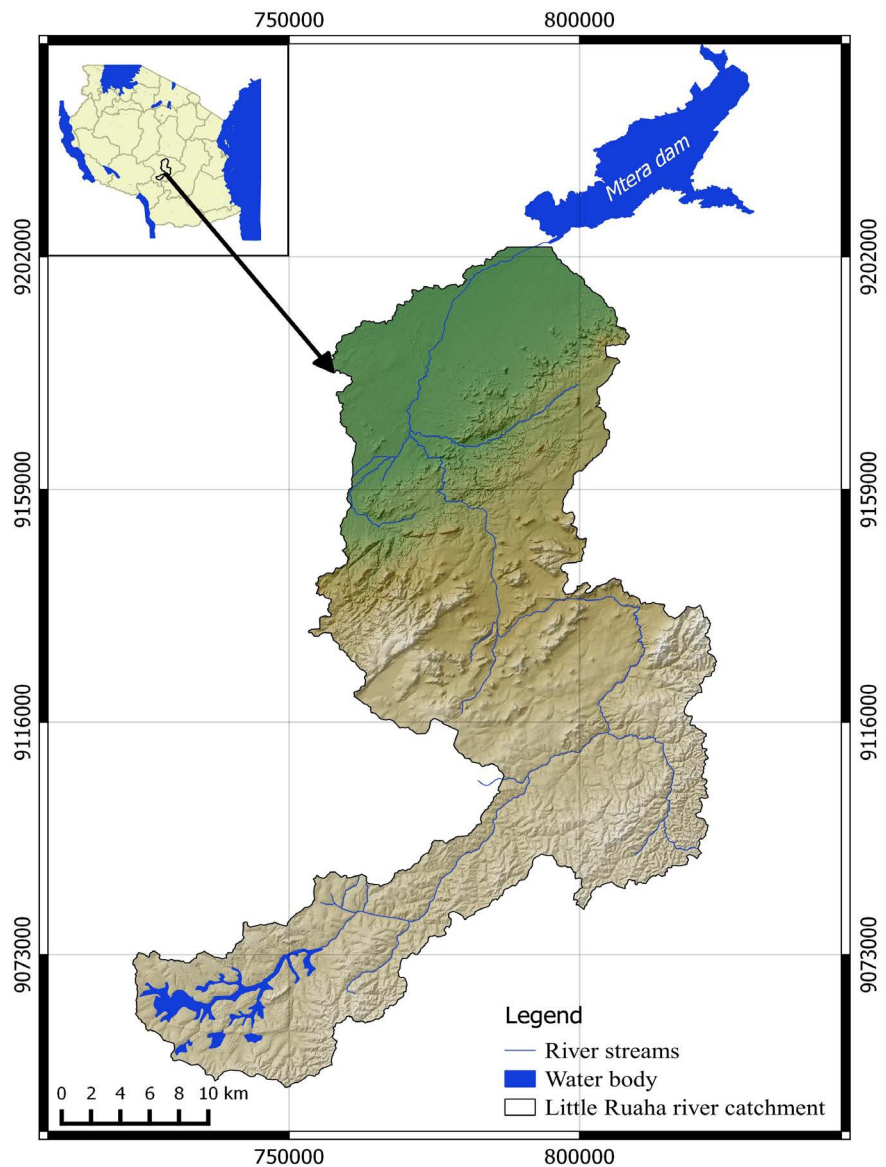 750000 800000
Mtera dam
9202000 9202000
9159000 9159000
9116000 9116000
9073000 9073000
Legend
River streams
Water body
Little Ruaha river catchment
0 2 4 6 8 10 km
750000 800000